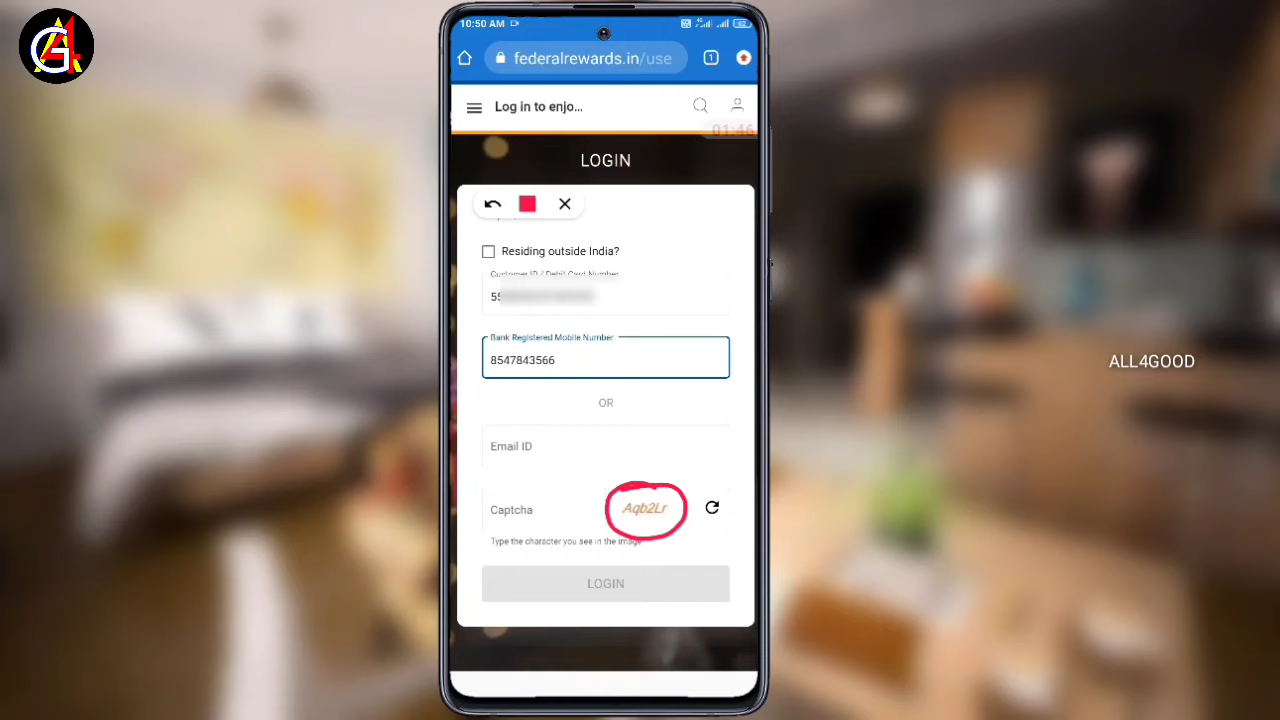 10:50 AM
federalrewards.in/use
1
Log in to enjo...
01:46
LOGIN
Residing outside India?
Customer ID / Debit Card Number
55
Bank Registered Mobile Number
8547843566
OR
Email ID
Captcha
Aqb2Lr
Type the character you see in the image
LOGIN
ALL4GOOD